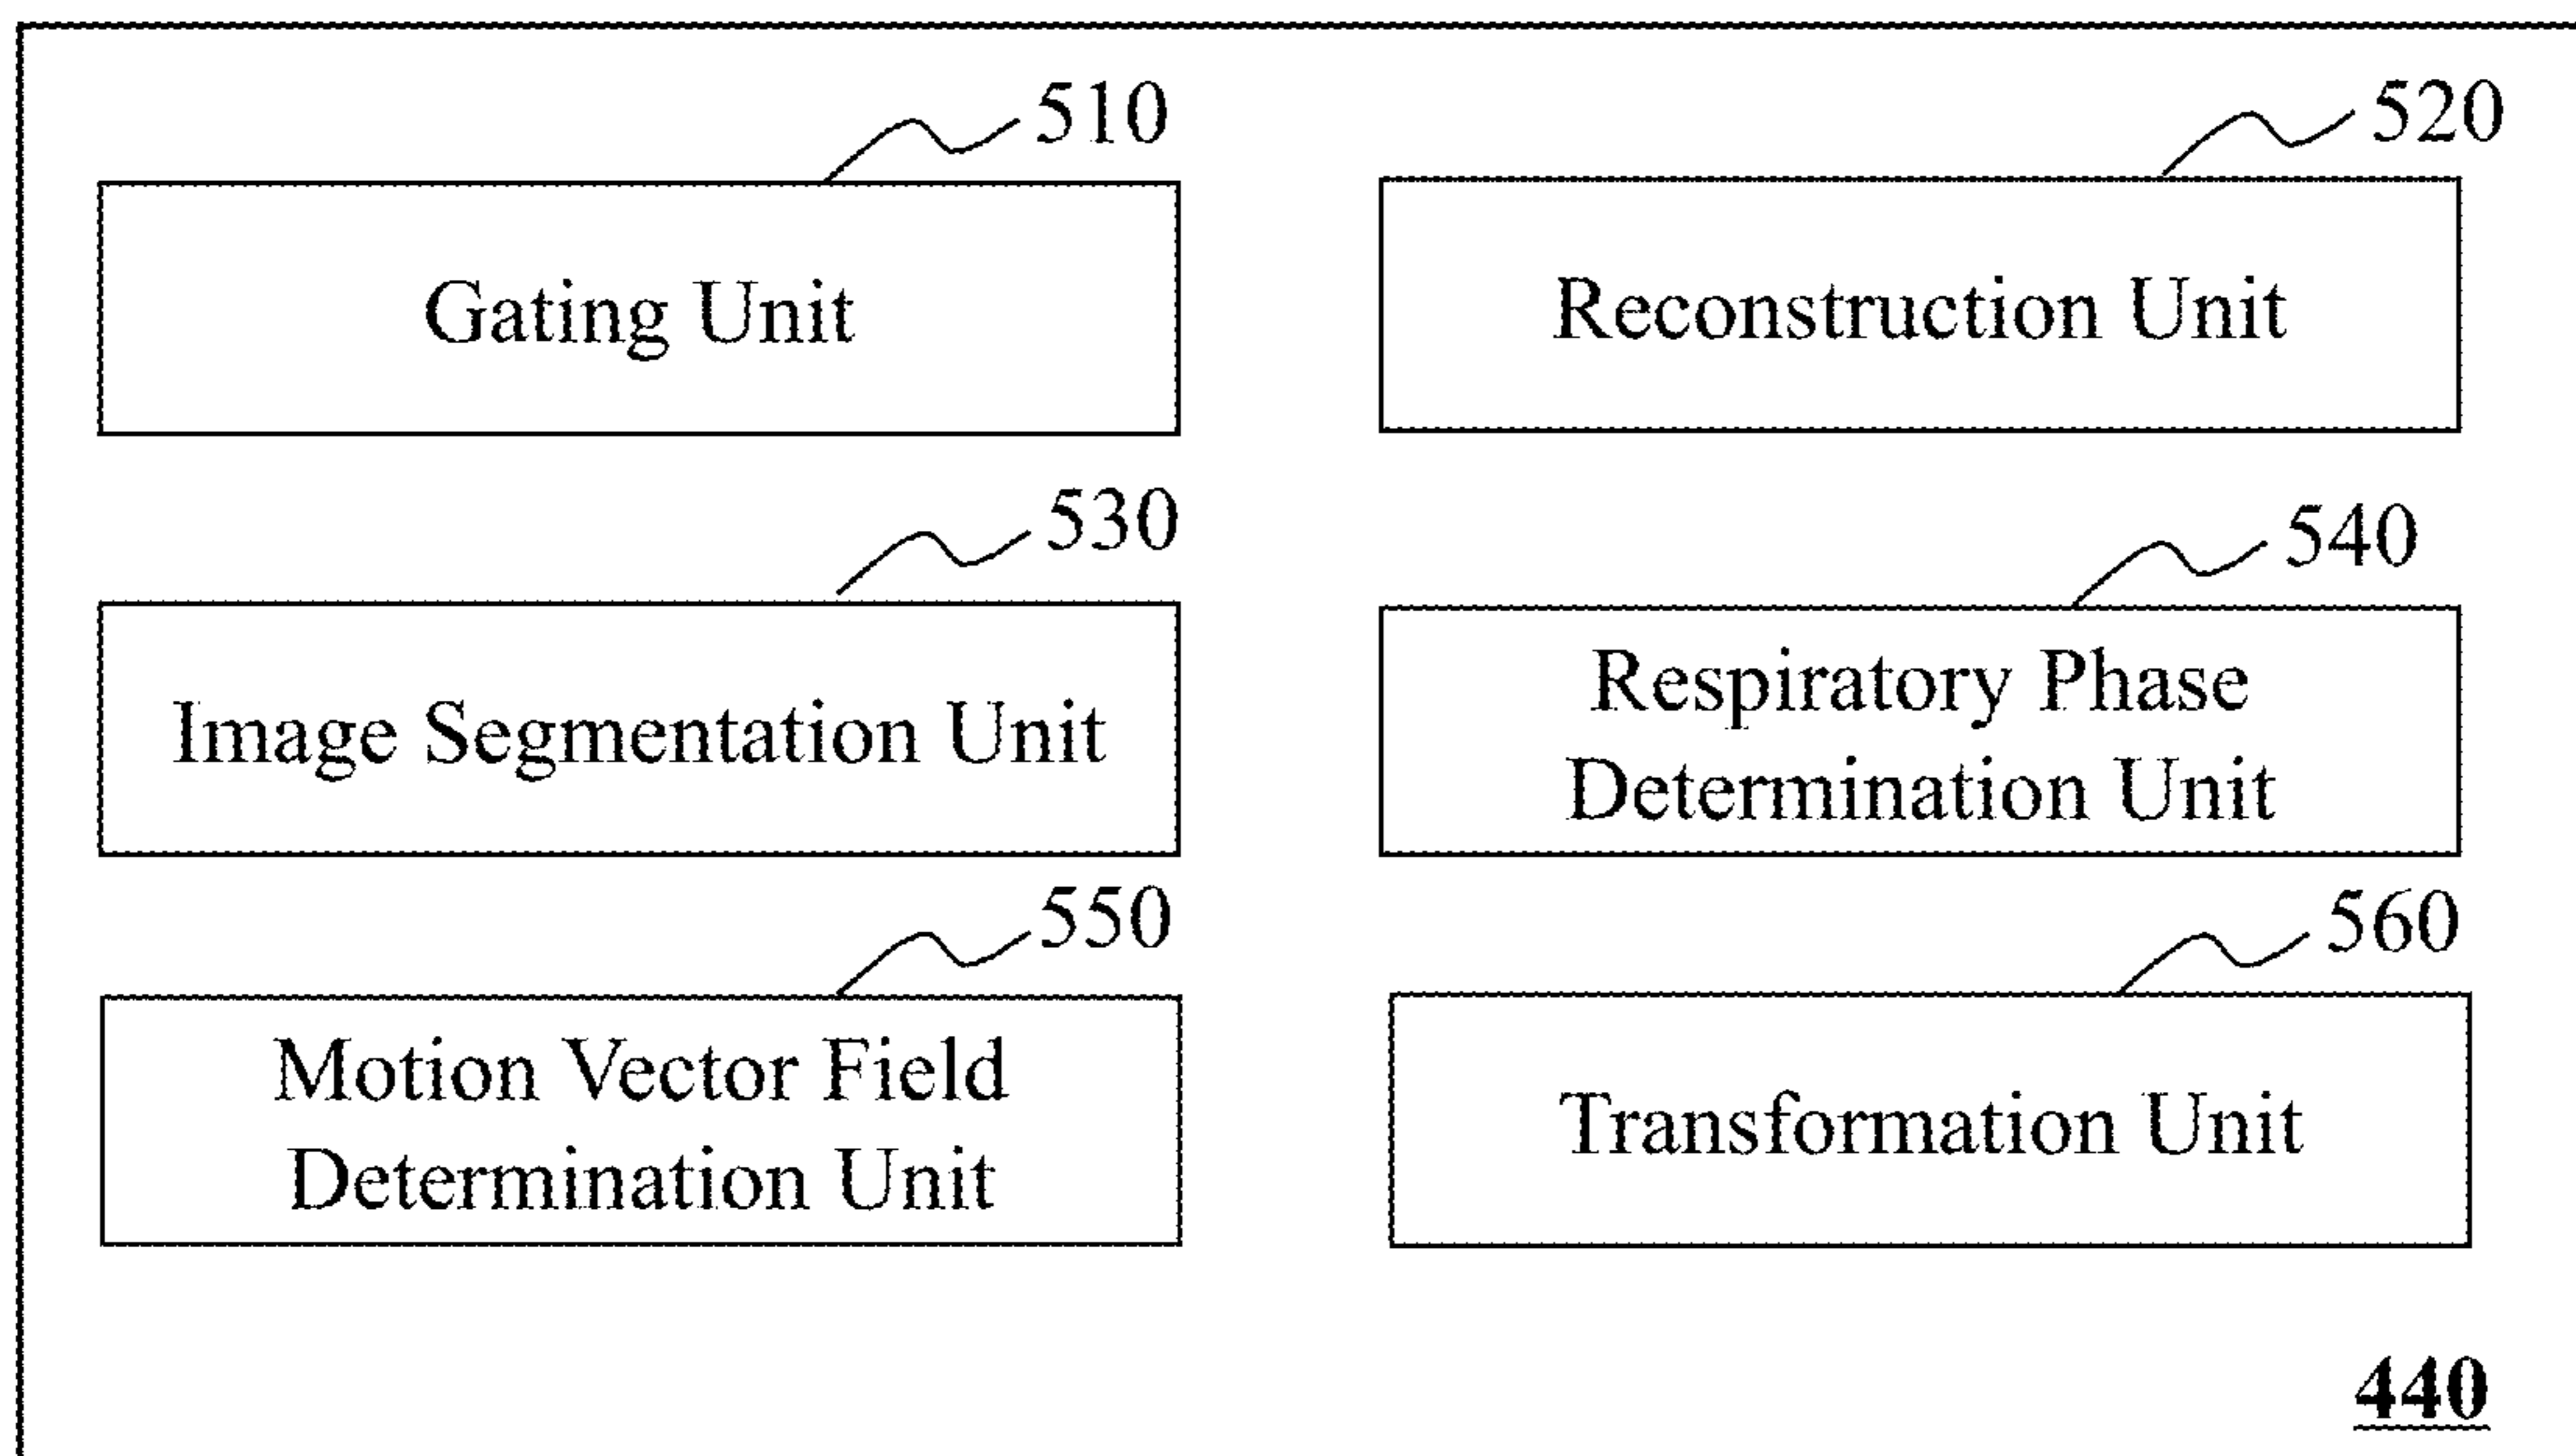 510
520
Gating Unit
Reconstruction Unit
530
540
Image Segmentation Unit
Respiratory Phase
Determination Unit
550
560
Motion Vector Field
Determination Unit
Transformation Unit
440